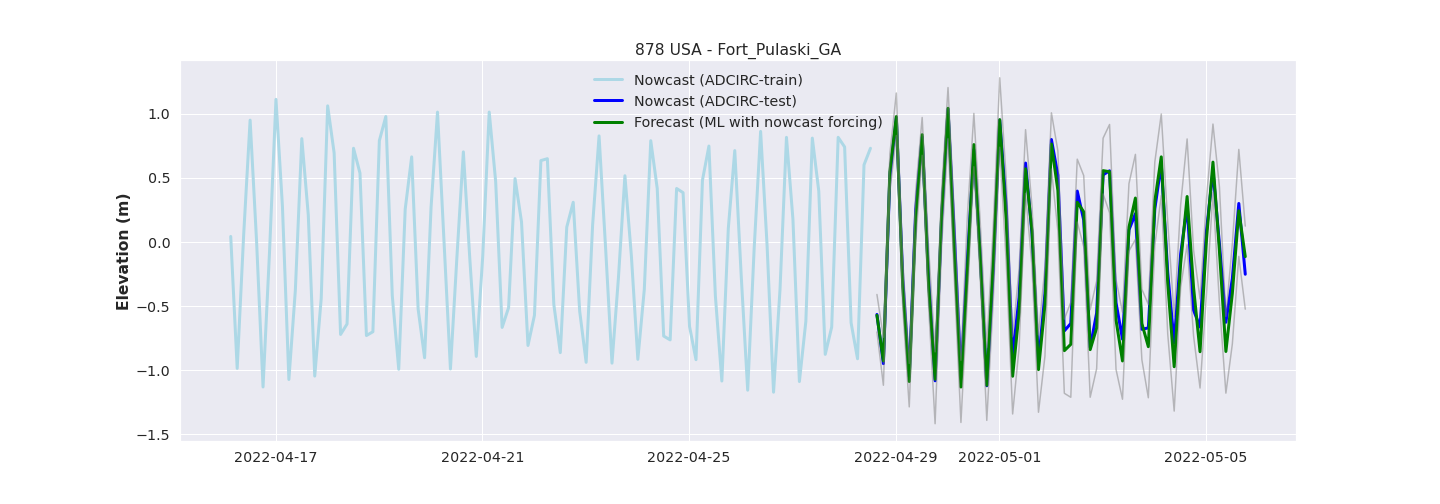 878 USA - Fort_Pulaski_GA
Nowcast (ADCIRC-train)
Nowcast (ADCIRC-test)
Forecast (ML with nowcast forcing)
Elevation (m)
1.0
0.5
0.0
−0.5
−1.0
−1.5
2022-04-17 2022-04-21 2022-04-25 2022-04-29 2022-05-01 2022-05-05